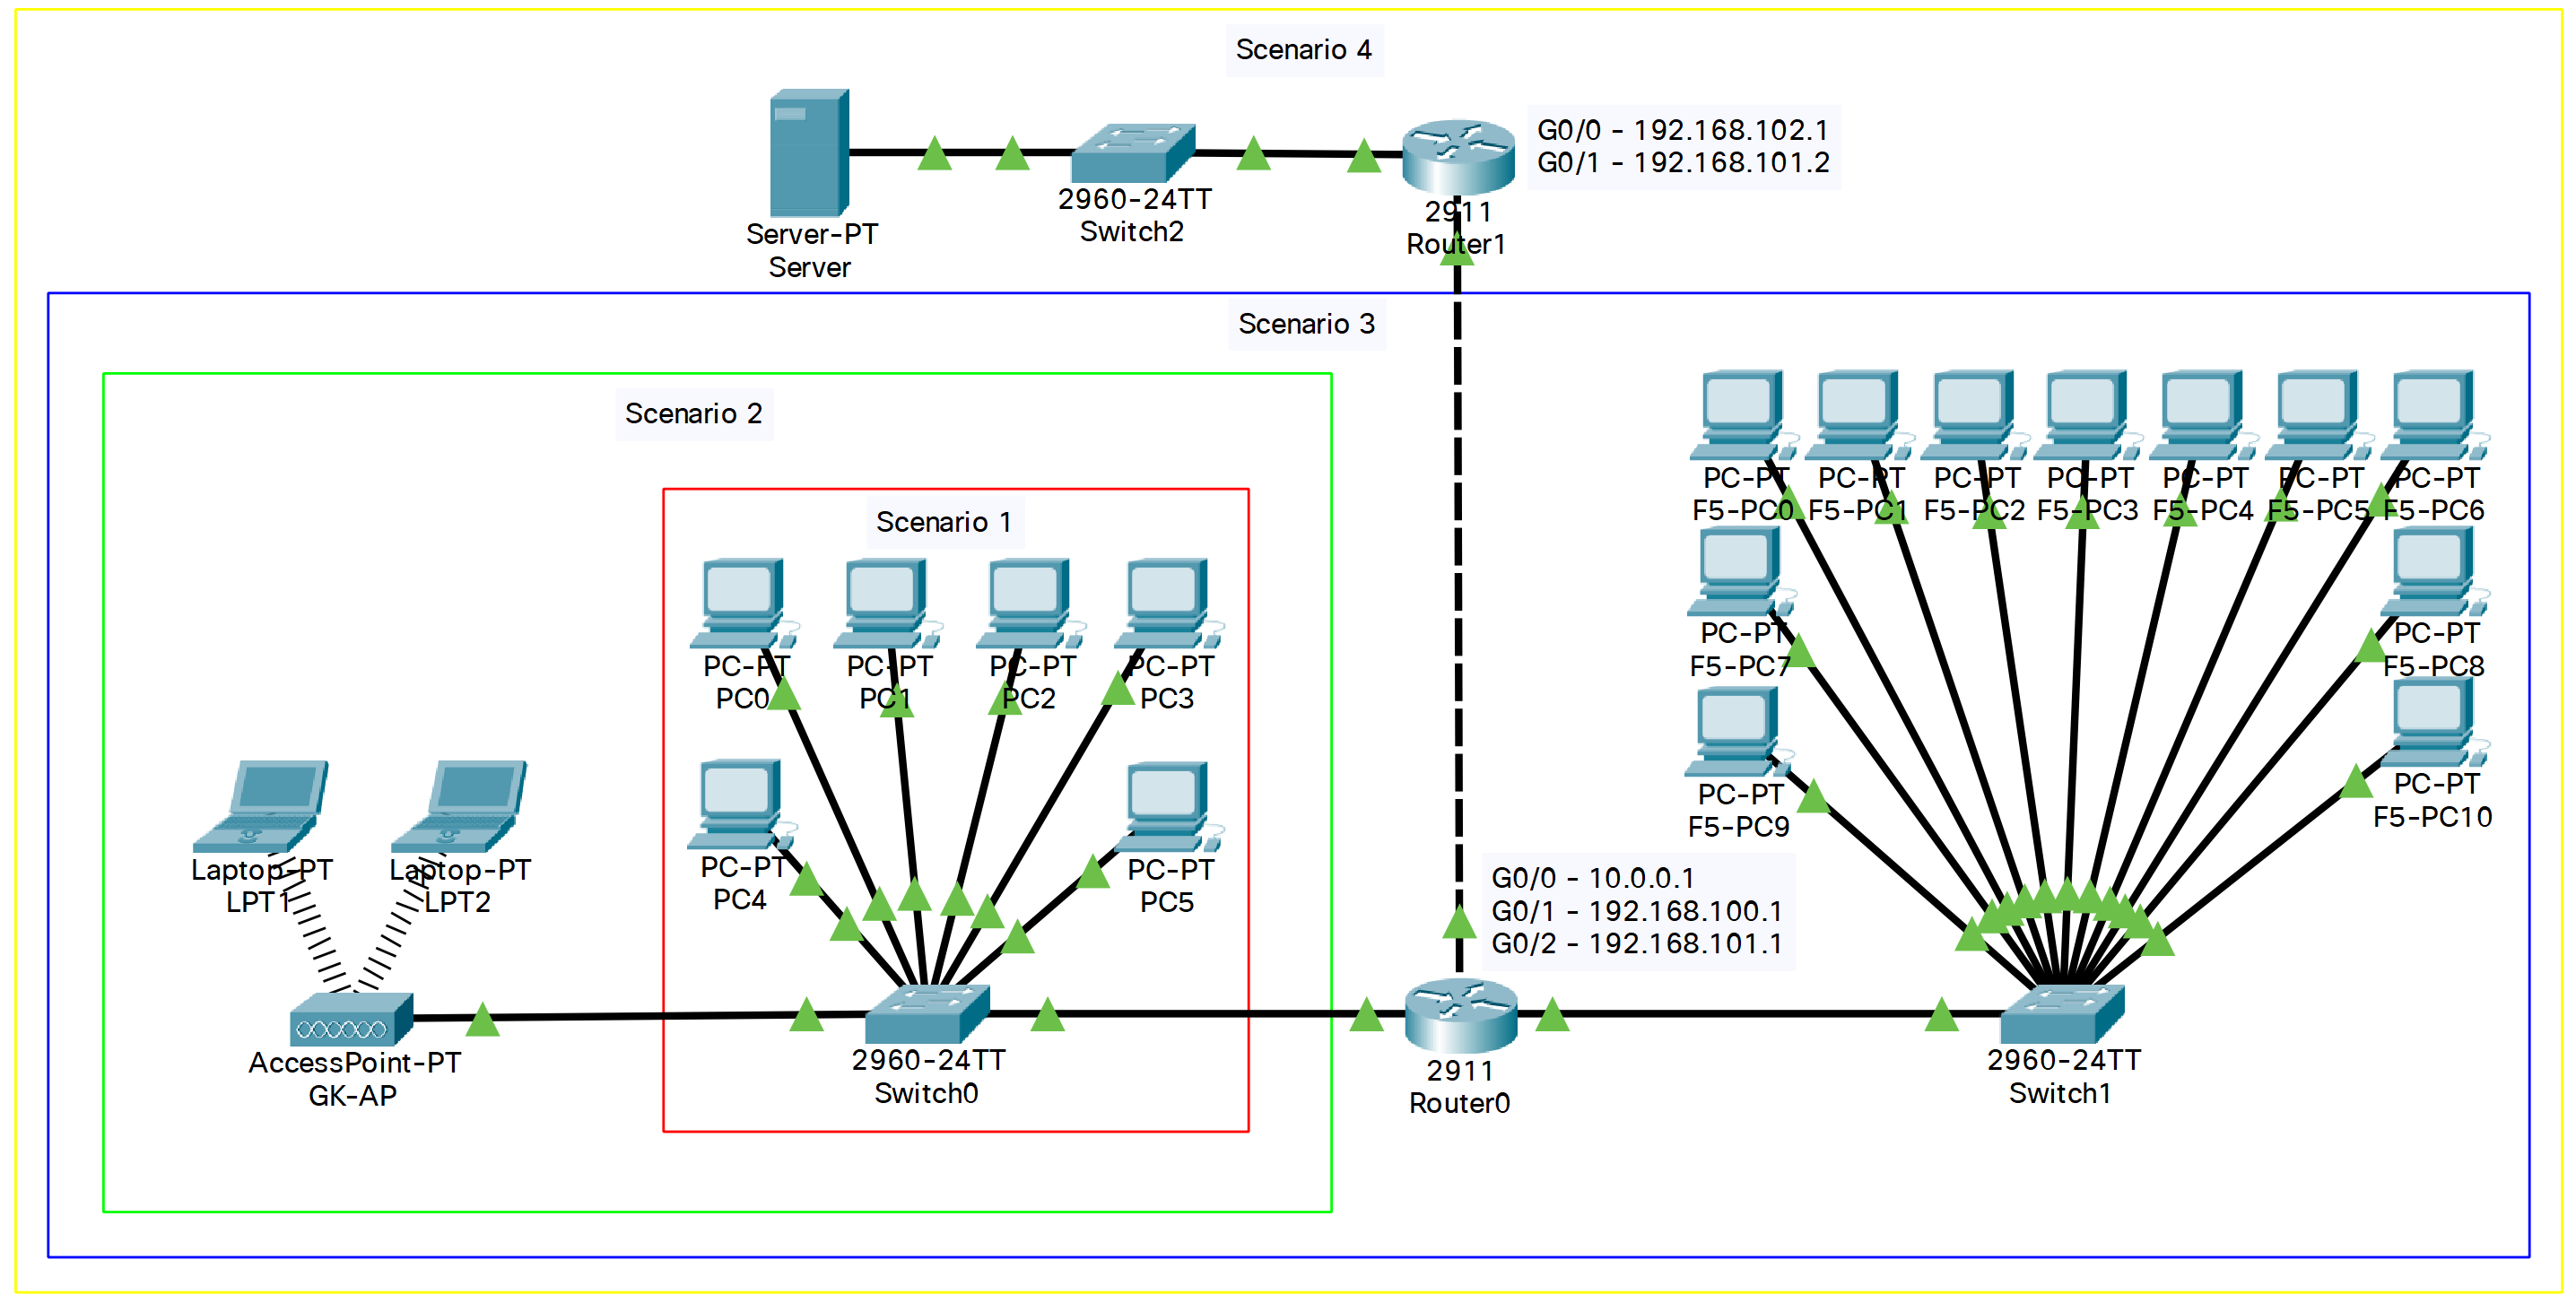 Scenario 4
G0/0 - 192.168.102.1
G0/1 - 192.168.101.2
Server-PT
Server
2960-24TT
Switch2
2911
Router1
Scenario 3
Scenario 2
Scenario 1
PC-PT
PC0
PC-PT
PC1
PC-PT
PC2
PC-PT
PC3
PC-PT
PC4
PC-PT
PC5
Laptop-PT
LPT1
Laptop-PT
LPT2
AccessPoint-PT
GK-AP
2960-24TT
Switch0
G0/0 - 10.0.0.1
G0/1 - 192.168.100.1
G0/2 - 192.168.101.1
2911
Router0
PC-PT
F5-PC0
PC-PT
F5-PC1
PC-PT
F5-PC2
PC-PT
F5-PC3
PC-PT
F5-PC4
PC-PT
F5-PC5
PC-PT
F5-PC6
PC-PT
F5-PC7
PC-PT
F5-PC8
PC-PT
F5-PC9
PC-PT
F5-PC10
2960-24TT
Switch1